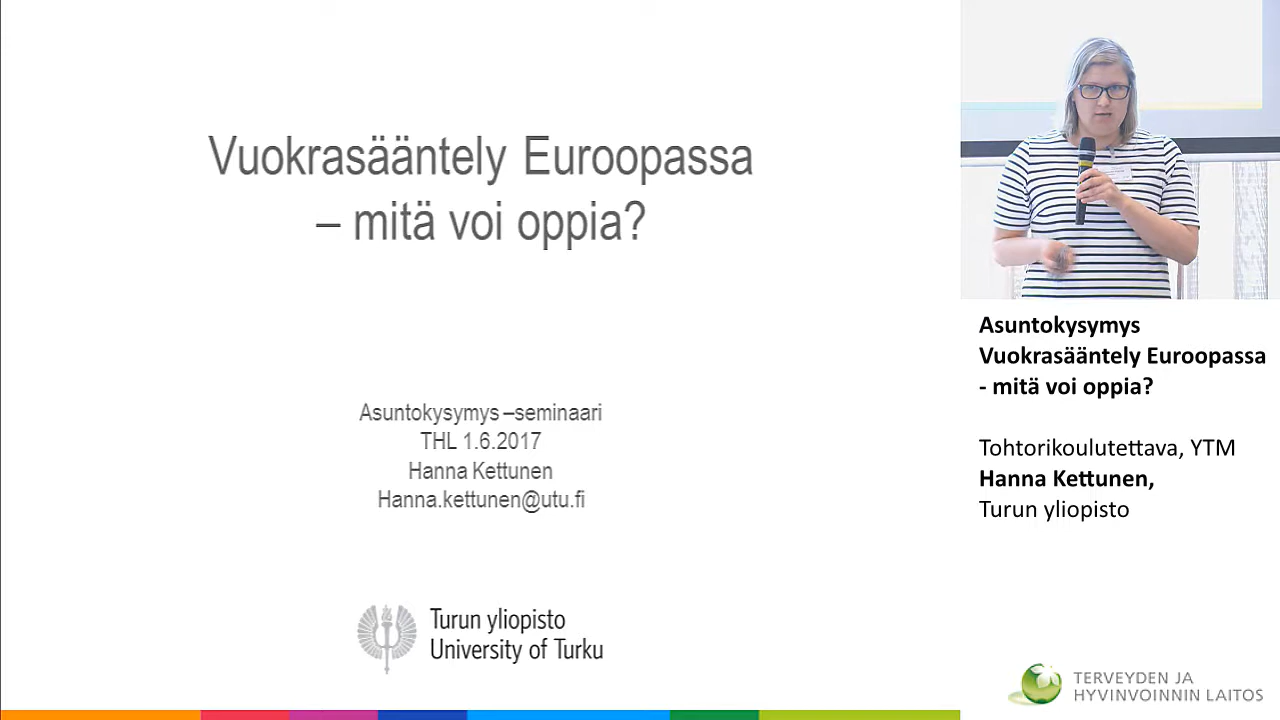 Vuokrasääntely Euroopassa
– mitä voi oppia?
Asuntokysymys –seminaari
THL 1.6.2017
Hanna Kettunen
Hanna.kettunen@utu.fi
Turun yliopisto
University of Turku
Asuntokysymys
Vuokrasääntely Euroopassa
- mitä voi oppia?
Tohtorikoulutettava, YTM
Hanna Kettunen,
Turun yliopisto
TERVEYDEN JA
HYVINVOINNIN LAITOS